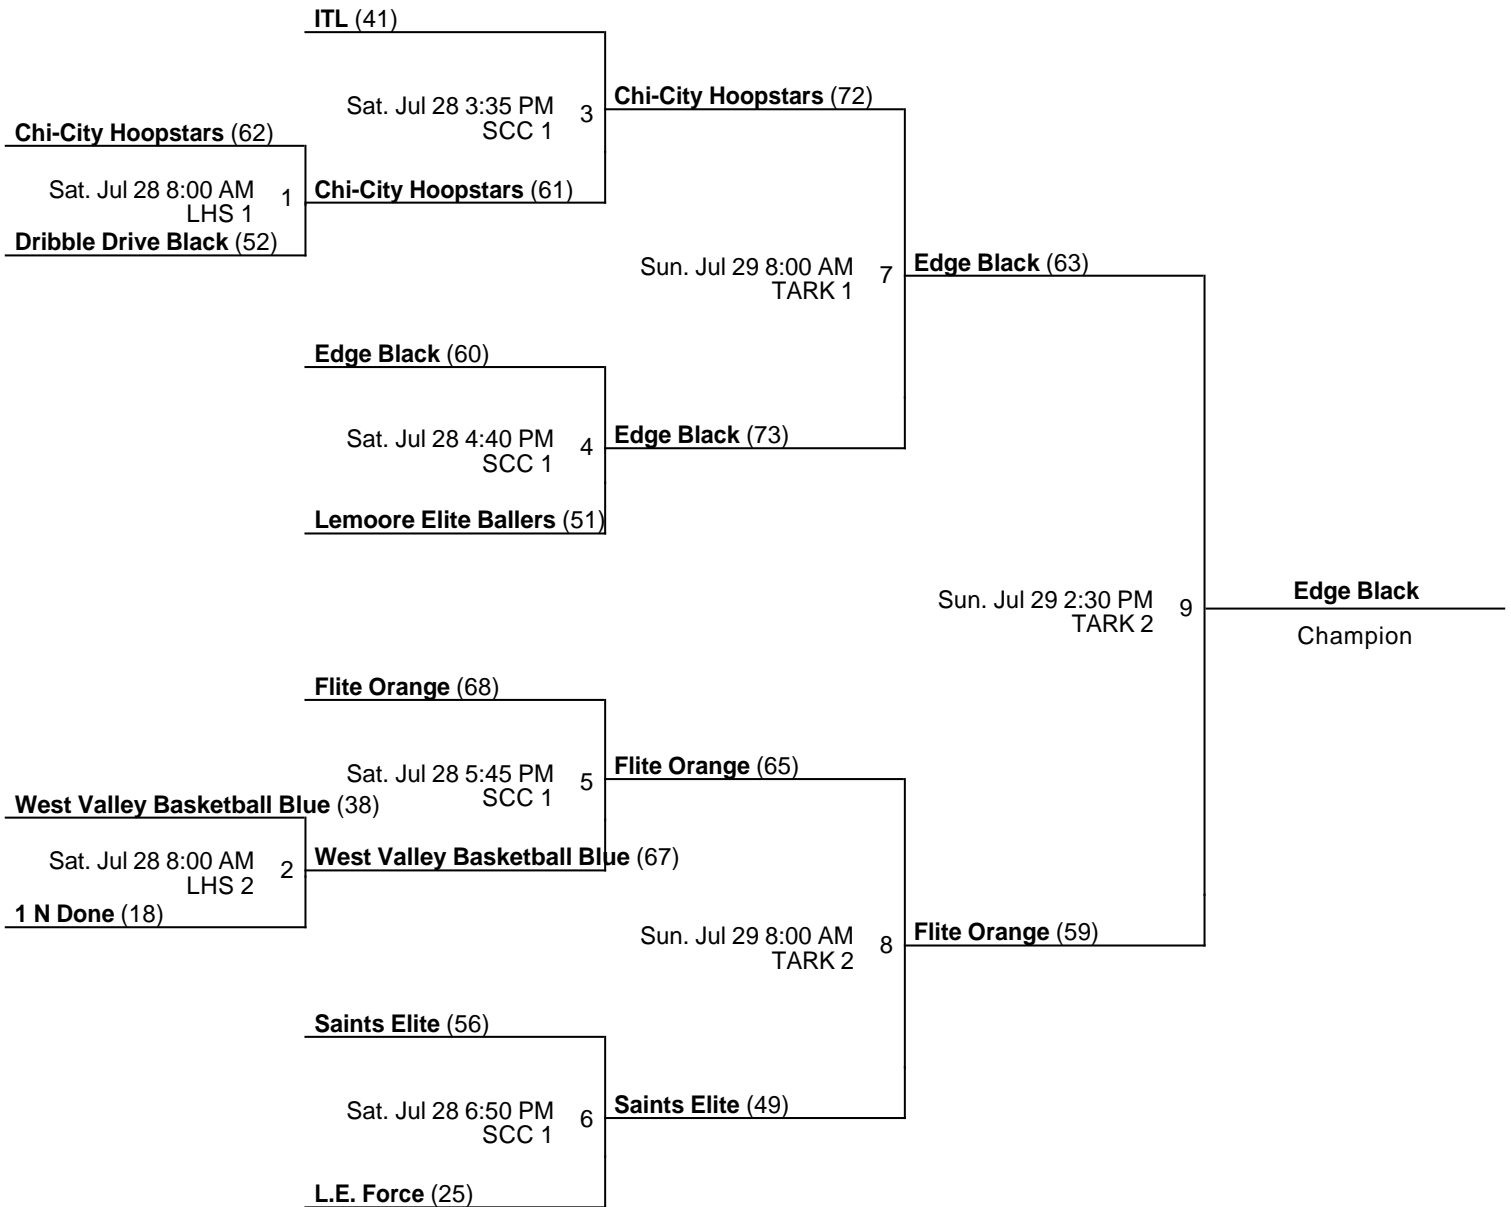 ITL (41)
Sat. Jul 28 3:35 PM
SCC 1
3
Chi-City Hoopstars (72)
Chi-City Hoopstars (62)
Sat. Jul 28 8:00 AM
LHS 1
1
Chi-City Hoopstars (61)
Dribble Drive Black (52)
Sun. Jul 29 8:00 AM
TARK 1
7
Edge Black (63)
Edge Black (60)
Sat. Jul 28 4:40 PM
SCC 1
4
Edge Black (73)
Lemoore Elite Ballers (51)
Sun. Jul 29 2:30 PM
TARK 2
9
Edge Black
Champion
Flite Orange (68)
Sat. Jul 28 5:45 PM
SCC 1
5
Flite Orange (65)
West Valley Basketball Blue (38)
Sat. Jul 28 8:00 AM
LHS 2
2
West Valley Basketball Blue (67)
1 N Done (18)
Sun. Jul 29 8:00 AM
TARK 2
8
Flite Orange (59)
Saints Elite (56)
Sat. Jul 28 6:50 PM
SCC 1
6
Saints Elite (49)
L.E. Force (25)